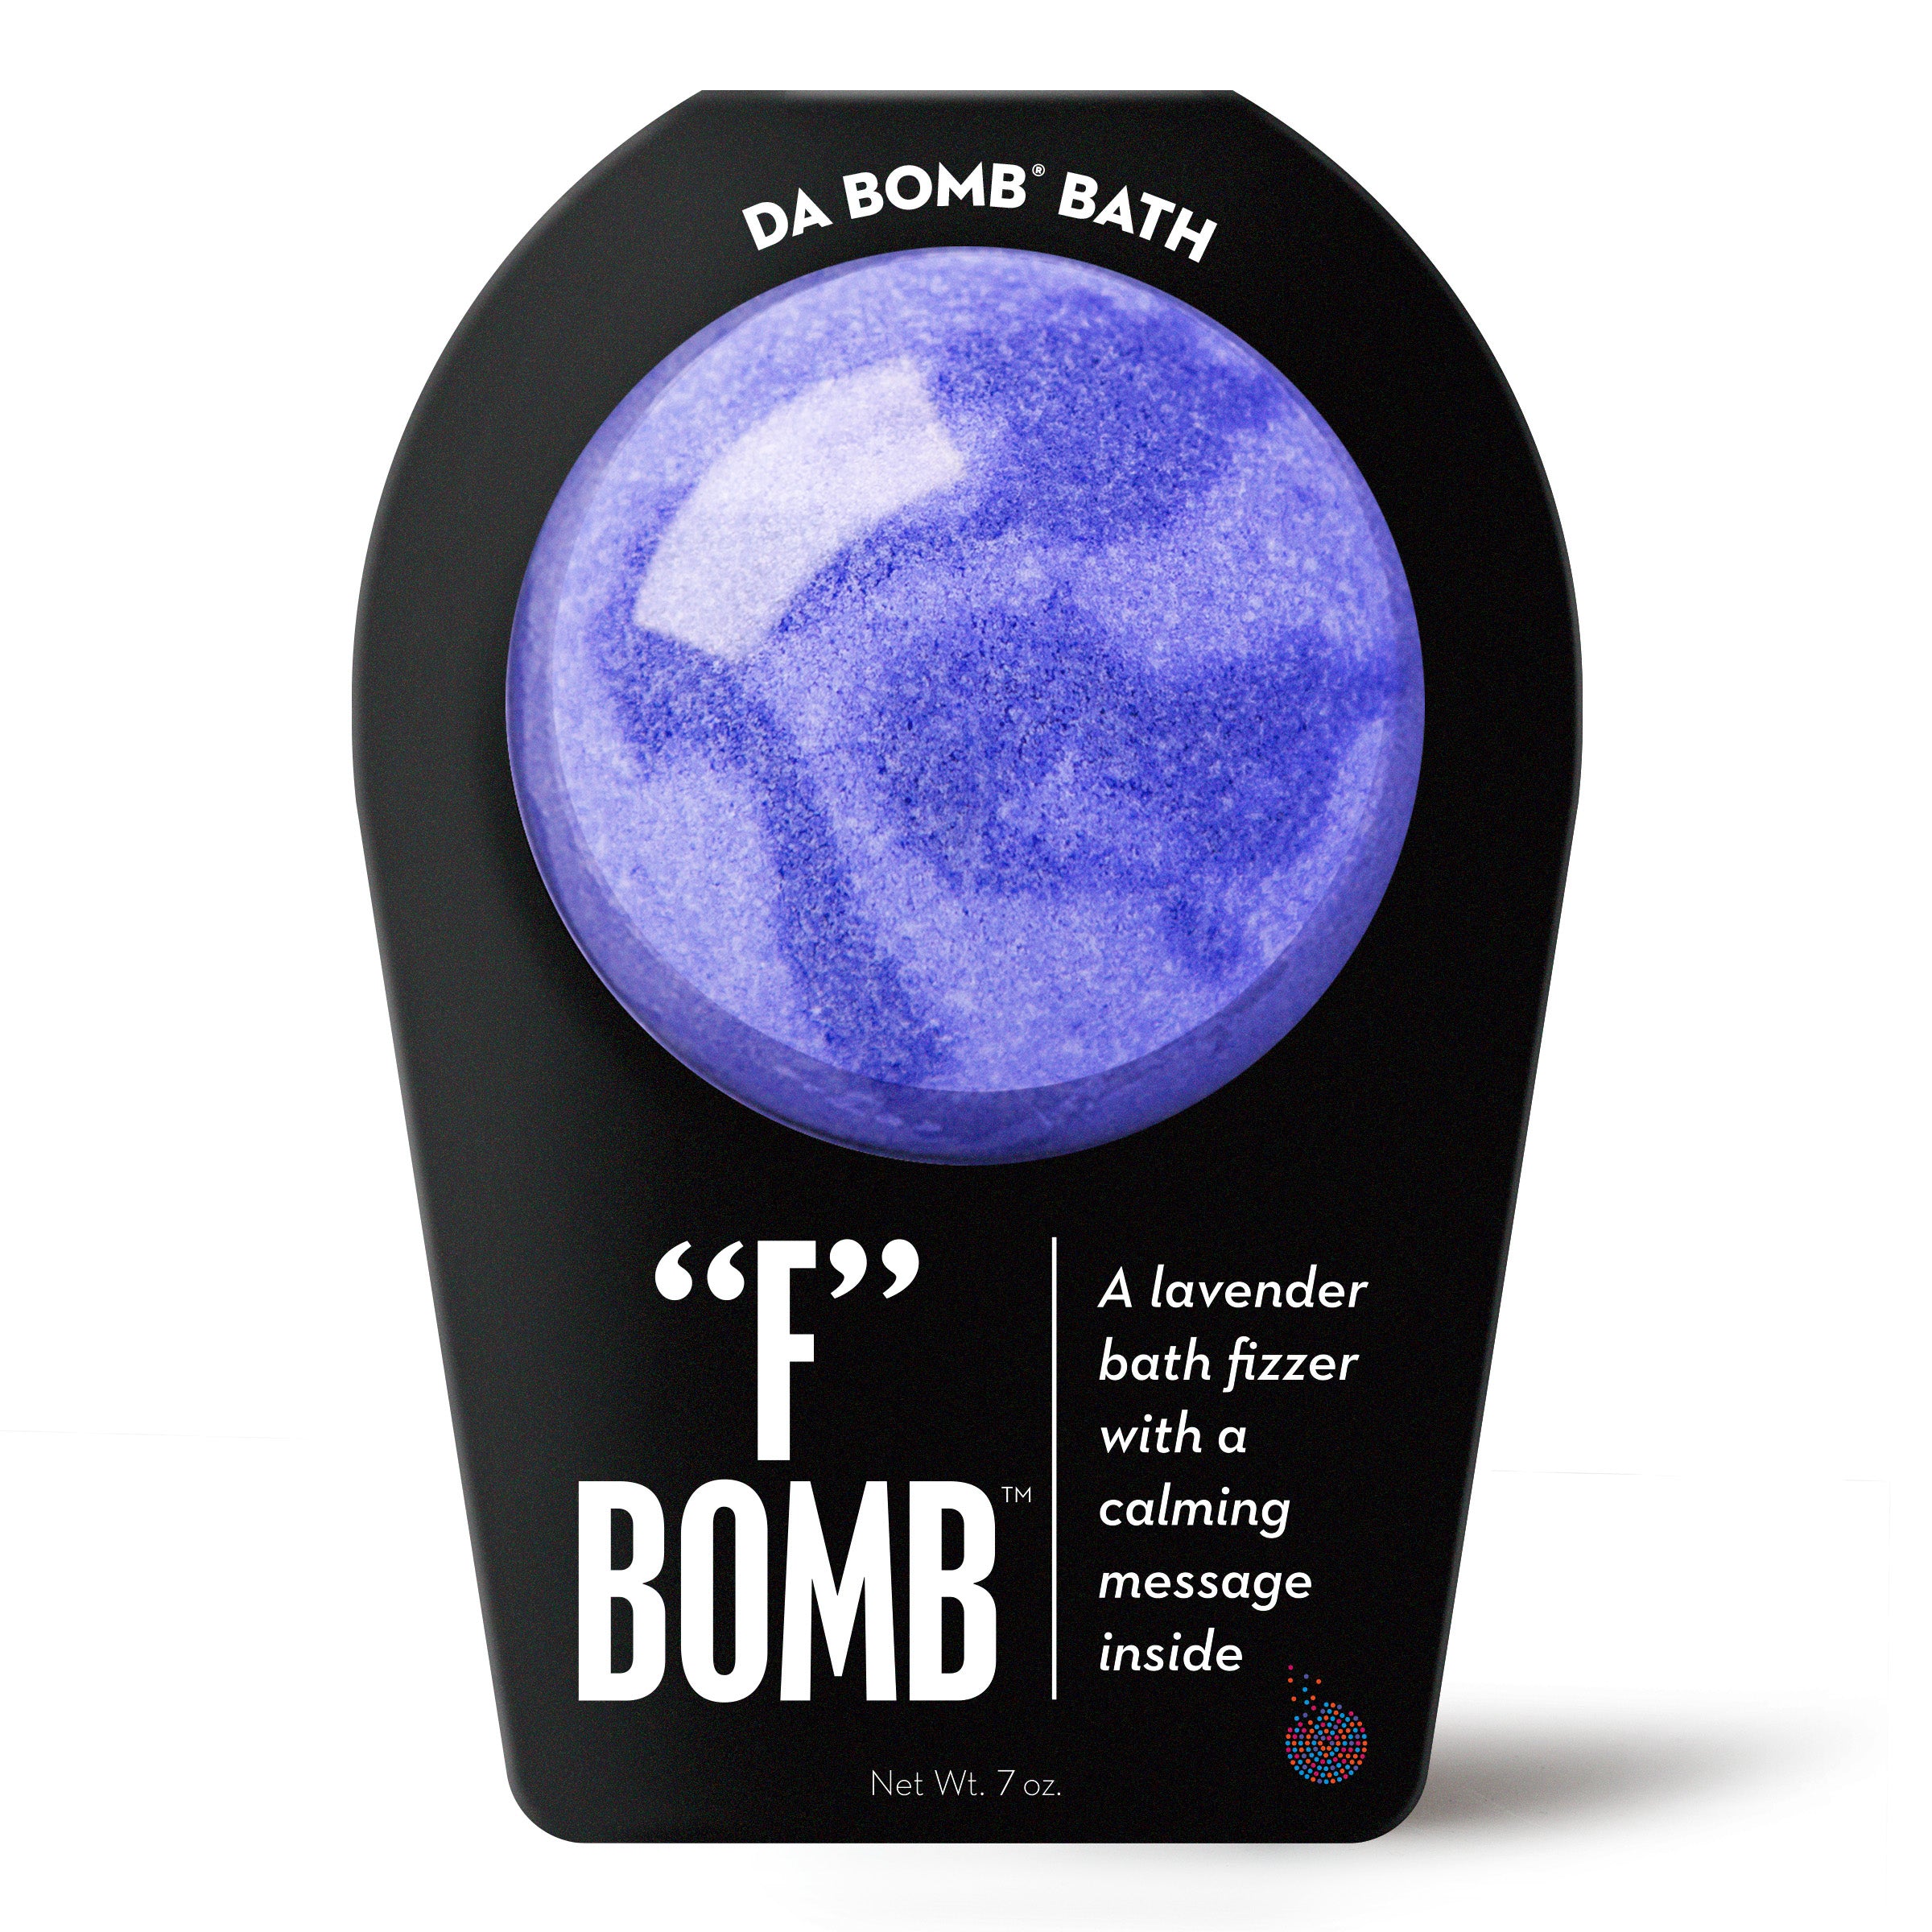 DA BOMB® BATH
“F”
BOMB™
A lavender
bath fizzer
with a
calming
message
inside
Net Wt. 7 oz.